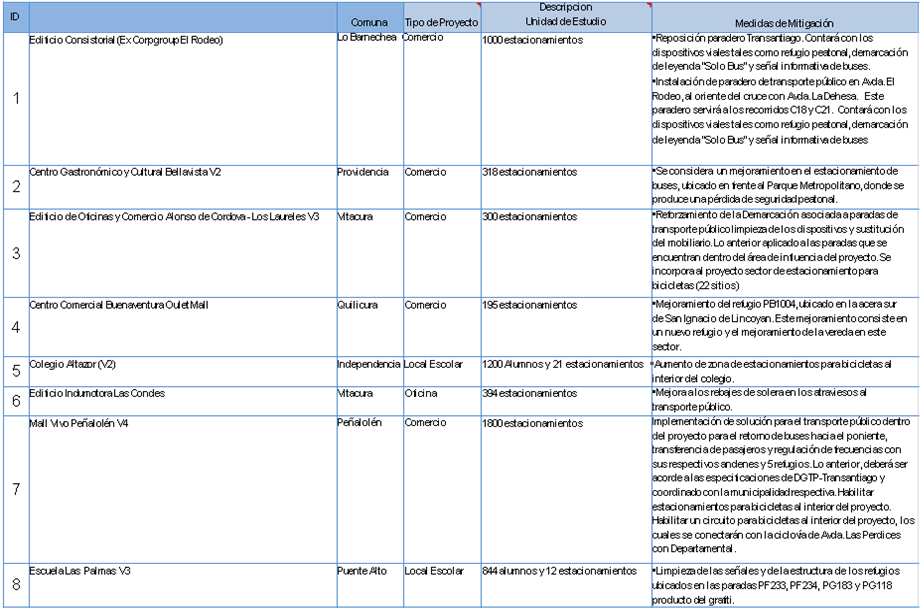 ID Comuna Tipo de Proyecto Descripcion Unidad de Estudio Medidas de Mitigación
1 Edificio Consistorial (Ex Corpgroup El Rodeo) Lo Barnechea Comercio 1000 estacionamientos
•Reposición paradero Transantiago. Contará con los
dispositivos viales tales como refugio peatonal, demarcación
de leyenda "Solo Bus" y señal informativa de buses.
•Instalación de paradero de transporte público en Avda. El
Rodeo, al oriente del cruce con Avda. La Dehesa. Este
paradero servirá a los recorridos C18 y C21. Contará con los
dispositivos viales tales como refugio peatonal, demarcación
de leyenda "Solo Bus" y señal informativa de buses
2 Centro Gastronómico y Cultural Bellavista V2 Providencia Comercio 318 estacionamientos
•Se considera un mejoramiento en el estacionamiento de
buses, ubicado en frente al Parque Metropolitano, donde se
produce una pérdida de seguridad peatonal.
3 Edificio de Oficinas y Comercio Alonso de Cordova - Los Laureles V3 Vitacura Comercio 300 estacionamientos
•Reforzamiento de la Demarcación asociada a paradas de
transporte público limpieza de los dispositivos y sustitución
del mobiliario. Lo anterior aplicado a las paradas que se
encuentran dentro del área de influencia del proyecto. Se
incorpora al proyecto sector de estacionamiento para
bicicletas (22 sitios)
4 Centro Comercial Buenaventura Oulet Mall Quilicura Comercio 195 estacionamientos
•Mejoramiento del refugio PB1004, ubicado en la acera sur
de San Ignacio de Lincoyan. Este mejoramiento consiste en
un nuevo refugio y el mejoramiento de la vereda en este
sector.
5 Colegio Altazor (V2) Independencia Local Escolar 1200 Alumnos y 21 estacionamientos
•Aumento de zona de estacionamientos para bicicletas al
interior del colegio.
6 Edificio Indumotora Las Condes Vitacura Oficina 394 estacionamientos
•Mejora a los rebajes de solera en los atraviesos al
transporte público.
7 Mall Vivo Peñalolén V4 Peñalolén Comercio 1800 estacionamientos
Implementación de solución para el transporte público dentro
del proyecto para el retorno de buses hacia el poniente,
transferencia de pasajeros y regulación de frecuencias con
sus respectivos andenes y 5 refugios. Lo anterior, deberá ser
acorde a las especificaciones de DGTP-Transantiago y
coordinado con la municipalidad respectiva. Habilitar
estacionamientos para bicicletas al interior del proyecto.
Habilitar un circuito para bicicletas al interior del proyecto, los
cuales se conectarán con la ciclovía de Avda. Las Perdices
con Departamental.
8 Escuela Las Palmas V3 Puente Alto Local Escolar 844 alumnos y 12 estacionamientos
•Limpieza de las señales y de la estructura de los refugios
ubicados en las paradas PF233, PF234, PG183 y PG118
producto del grafiti.